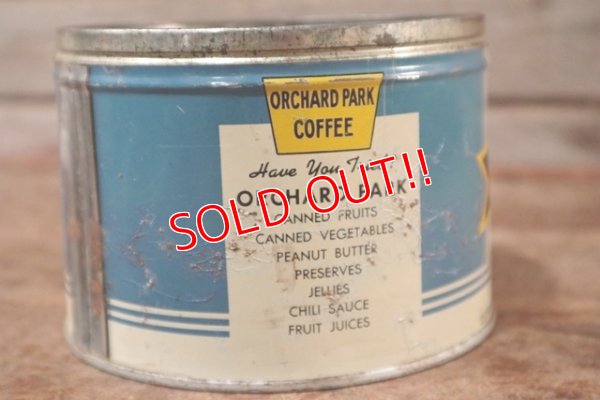 ORCHARD PARK
COFFEE
Have You Tried
ORCHARD PARK
CANNED FRUITS
CANNED VEGETABLES
PEANUT BUTTER
PRESERVES
JELLIES
CHILI SAUCE
FRUIT JUICES
SOLD OUT!!